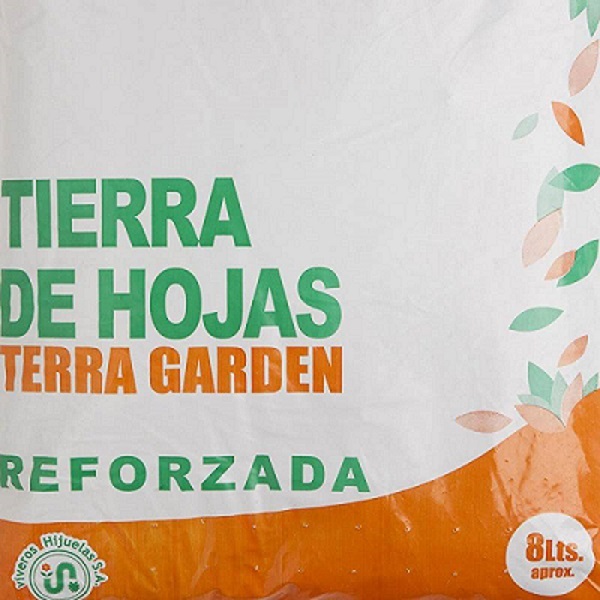 TIERRA
DE HOJAS
TERRA GARDEN
REFORZADA
viveros Hijuelas S.A.
8Lts.
aprox.